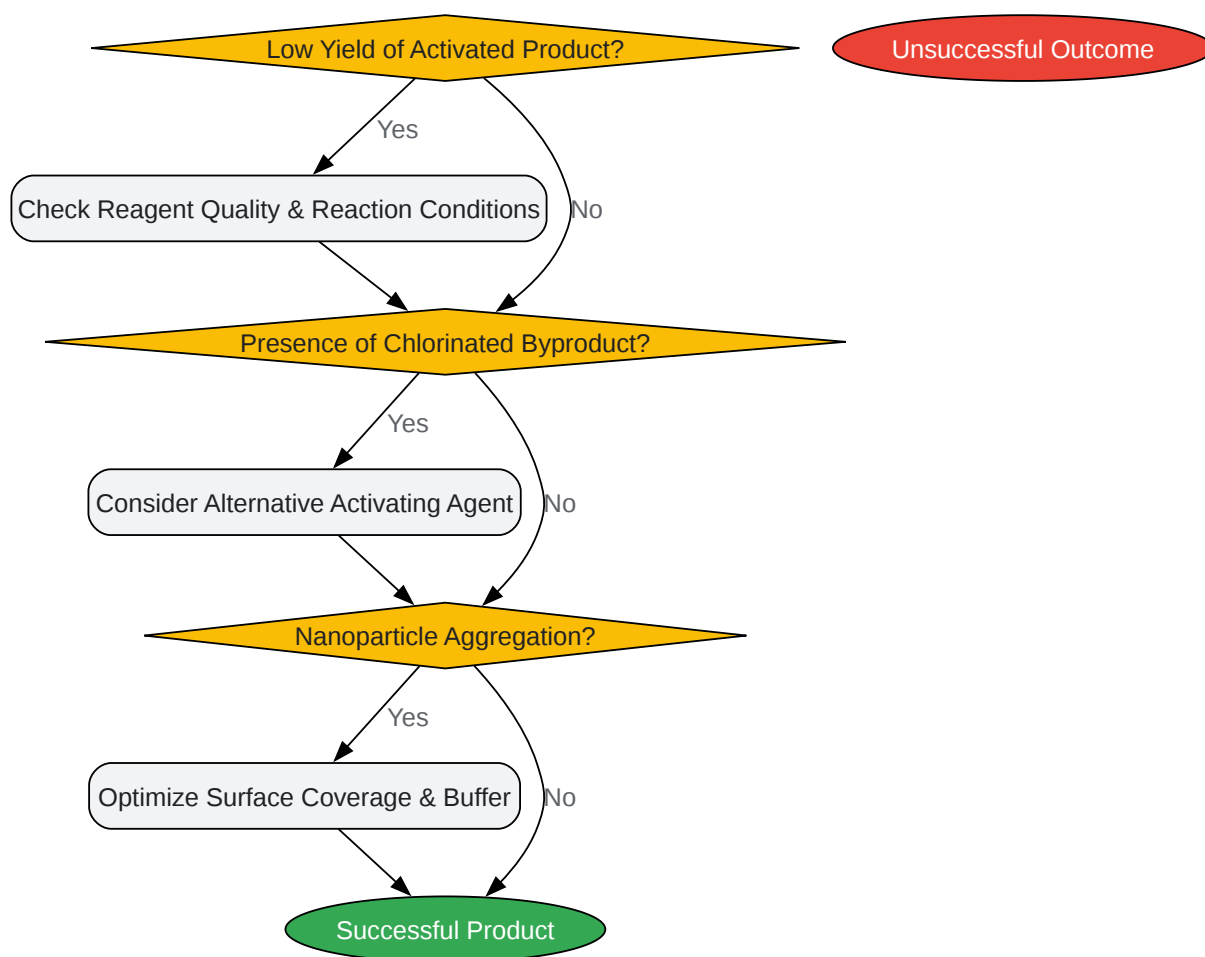 Low Yield of Activated Product?
Unsuccessful Outcome
Yes
Check Reagent Quality & Reaction Conditions
No
Presence of Chlorinated Byproduct?
Yes
Consider Alternative Activating Agent
No
Nanoparticle Aggregation?
Yes
Optimize Surface Coverage & Buffer
No
Successful Product